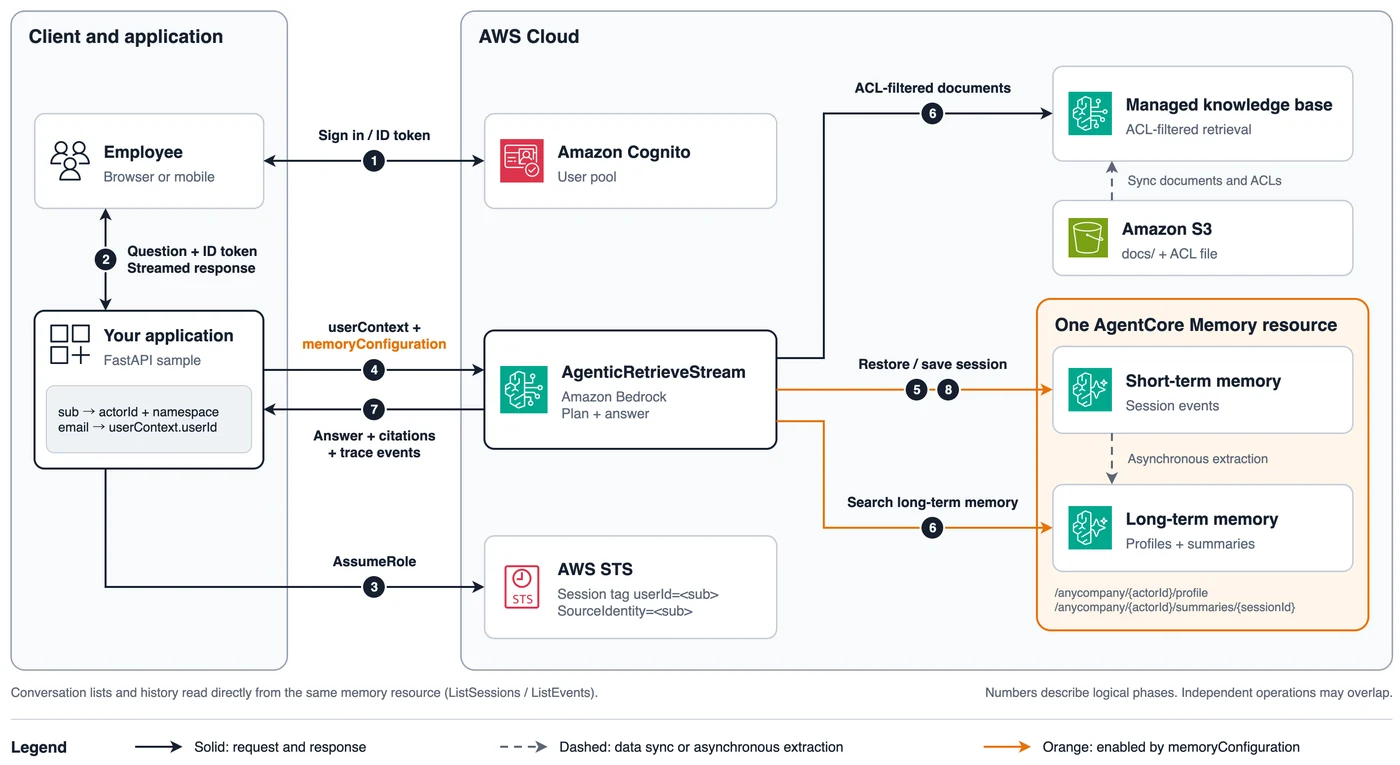 Client and application
AWS Cloud
Employee
Browser or mobile
Sign in / ID token
1
Amazon Cognito
User pool
ACL-filtered documents
6
Managed knowledge base
ACL-filtered retrieval
Sync documents and ACLs
Amazon S3
docs/ + ACL file
2
Question + ID token
Streamed response
Your application
FastAPI sample
sub → actorId + namespace
email → userContext.userId
userContext +
memoryConfiguration
4
7
Answer + citations
+ trace events
AgenticRetrieveStream
Amazon Bedrock
Plan + answer
Restore / save session
5
8
One AgentCore Memory resource
Short-term memory
Session events
Asynchronous extraction
Search long-term memory
6
Long-term memory
Profiles + summaries
/anycompany/{actorId}/profile
/anycompany/{actorId}/summaries/{sessionId}
AssumeRole
3
STS
AWS STS
Session tag userId=<sub>
SourceIdentity=<sub>
Conversation lists and history read directly from the same memory resource (ListSessions / ListEvents).
Numbers describe logical phases. Independent operations may overlap.
Legend
Solid: request and response
Dashed: data sync or asynchronous extraction
Orange: enabled by memoryConfiguration